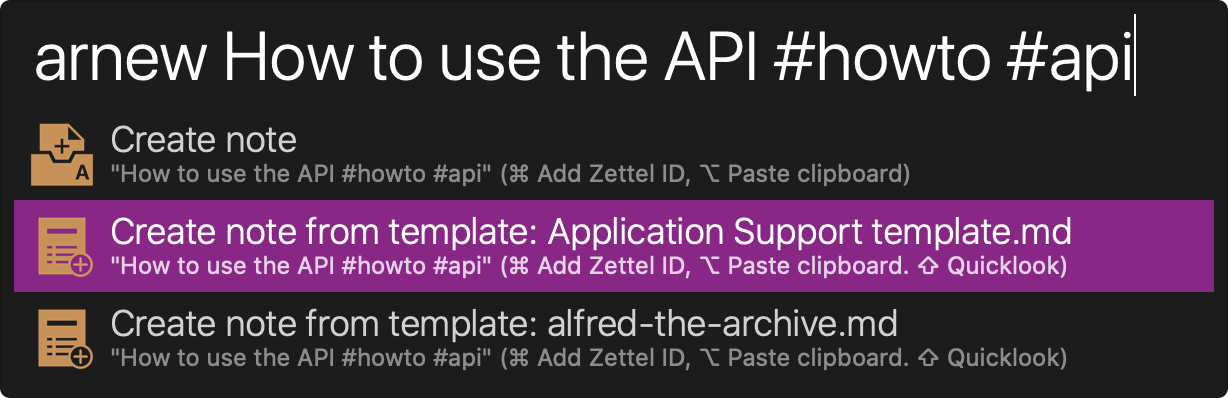 arnew How to use the API #howto #api
Create note
"How to use the API #howto #api" (⌘ Add Zettel ID, ⌥ Paste clipboard)
Create note from template: Application Support template.md
"How to use the API #howto #api" (⌘ Add Zettel ID, ⌥ Paste clipboard. ⇧ Quicklook)
Create note from template: alfred-the-archive.md
"How to use the API #howto #api" (⌘ Add Zettel ID, ⌥ Paste clipboard. ⇧ Quicklook)